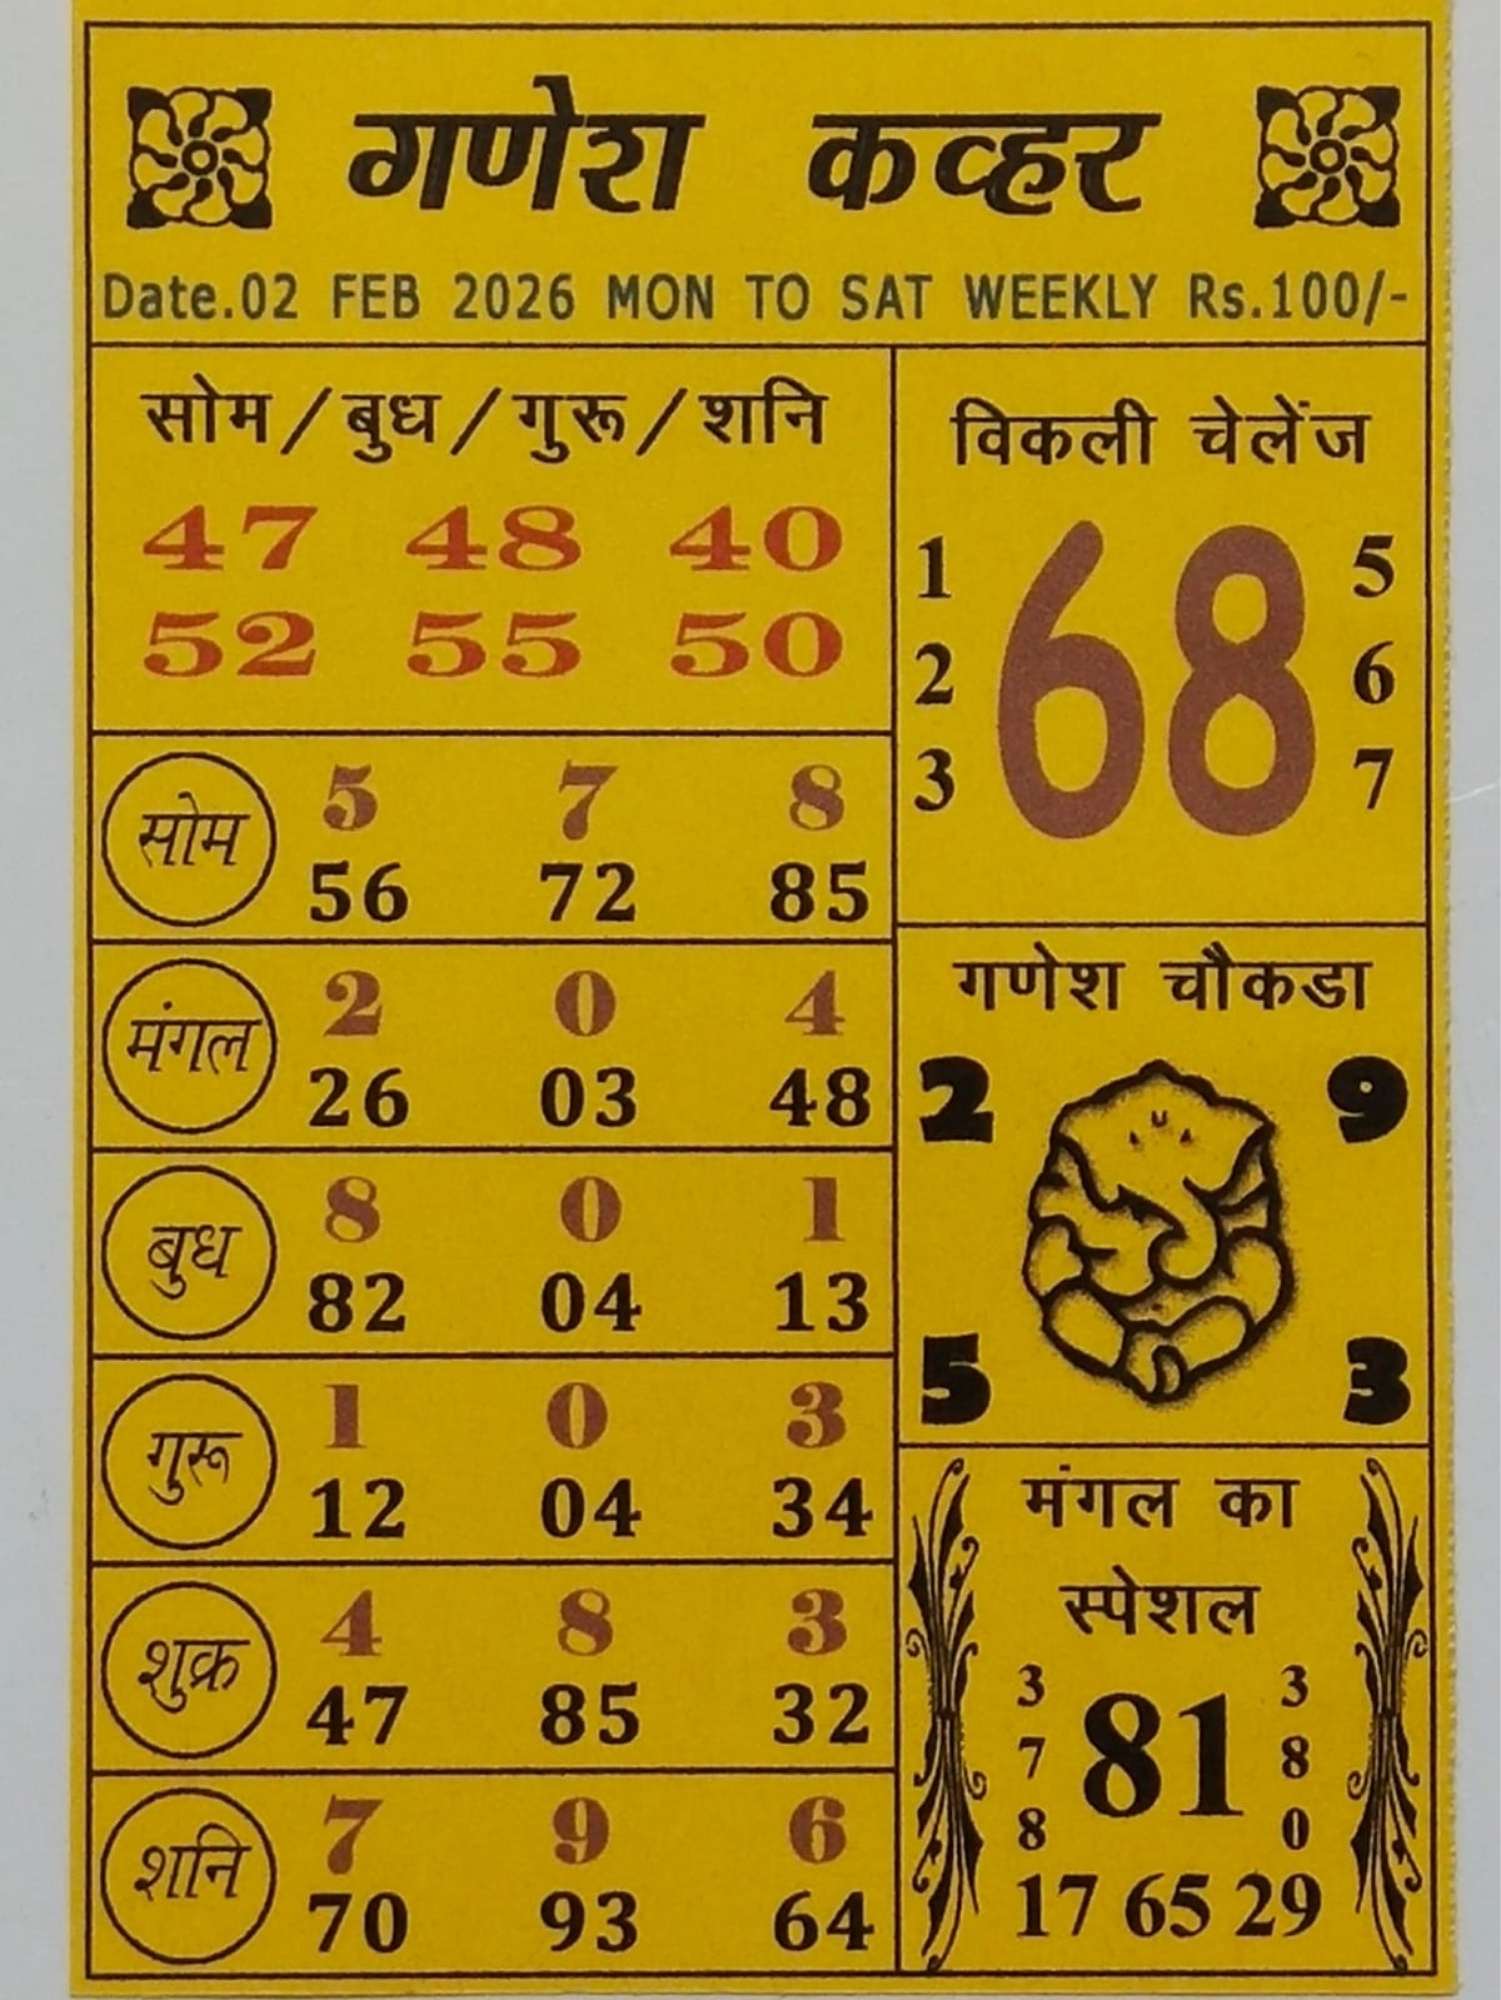 गणेश कव्हर
Date.02 FEB 2026 MON TO SAT WEEKLY Rs.100/-
सोम/बुध/गुरू/शनि
47 48 40
52 55 50
सोम
5 7 8
56 72 85
मंगल
2 0 4
26 03 48
बुध
8 0 1
82 04 13
गुरू
1 0 3
12 04 34
शुक्र
4 8 3
47 85 32
शनि
7 9 6
70 93 64
विकली चेलेंज
68
1 5
2 6
3 7
गणेश चौकडा
2 9
5 3
मंगल का
स्पेशल
3 3
7 81 8
8 0
17 65 29